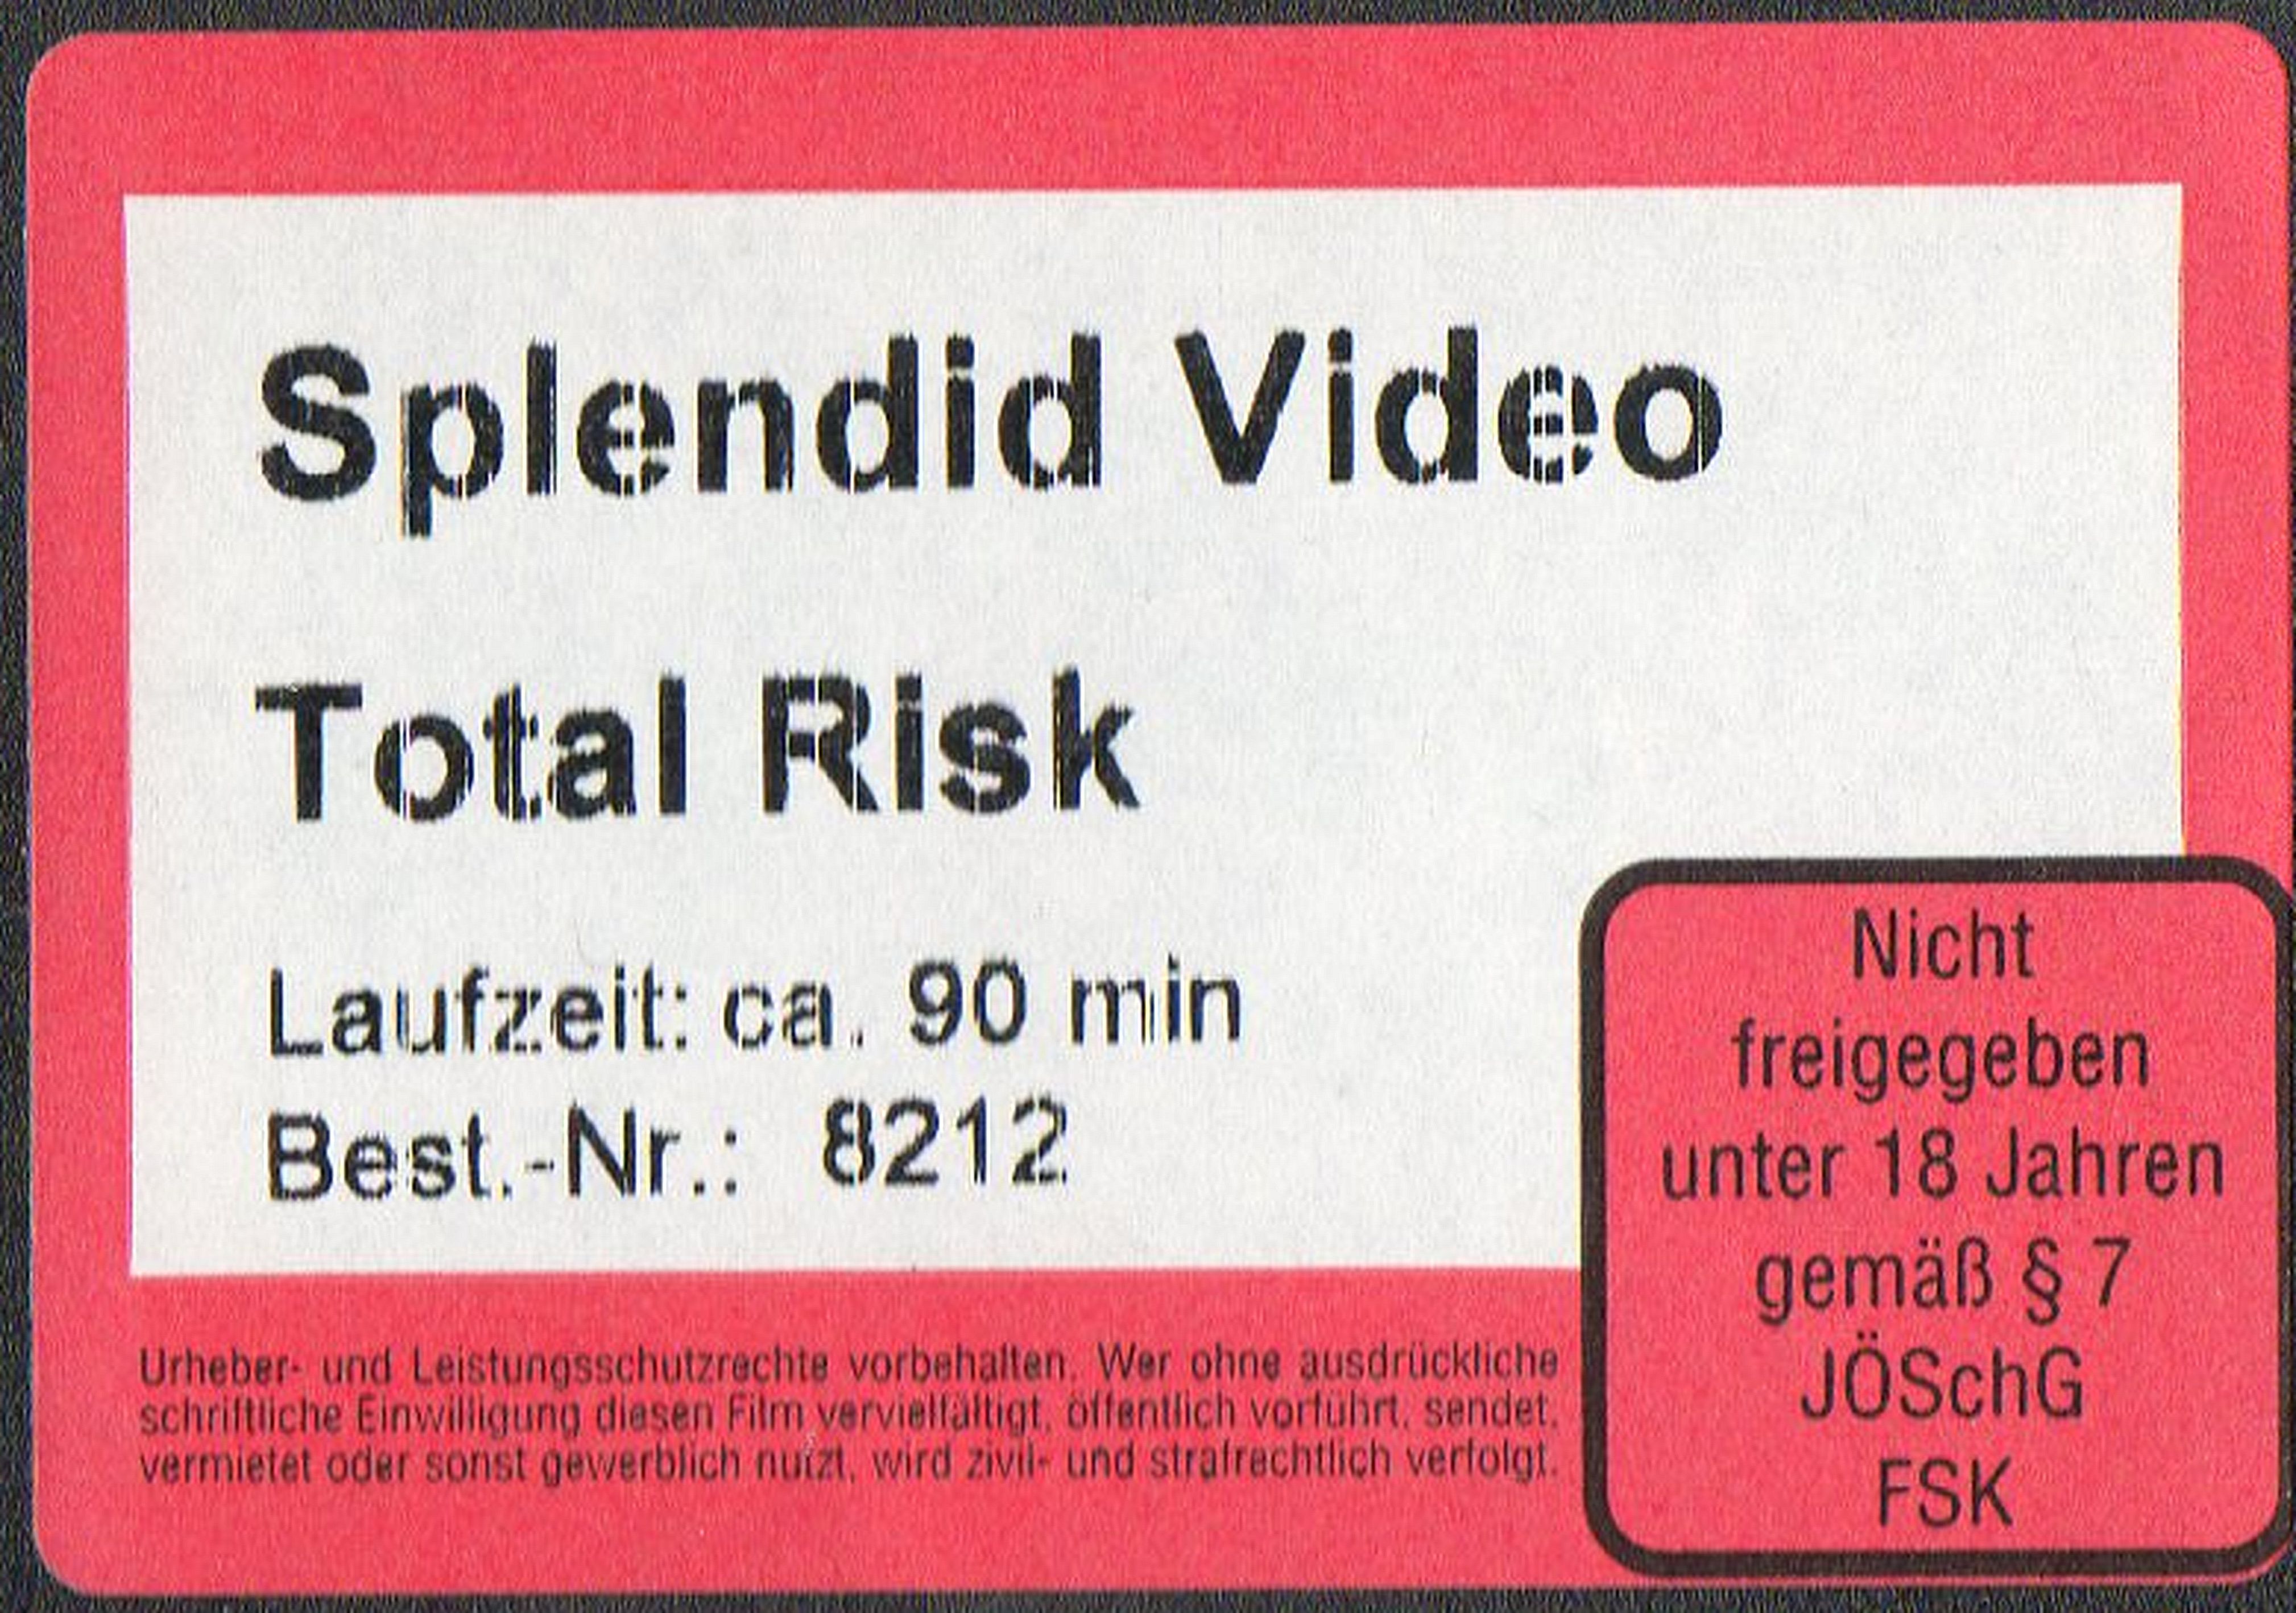 Splendid Video
Total Risk
Laufzeit: ca. 90 min
Best.-Nr.: 8212
Nicht
freigegeben
unter 18 Jahren
gemäß § 7
JÖSchG
FSK
Urheber- und Leistungsschutzrechte vorbehalten. Wer ohne ausdrückliche
schriftliche Einwilligung diesen Film vervielfältigt, öffentlich vorführt, sendet,
vermietet oder sonst gewerblich nutzt, wird zivil- und strafrechtlich verfolgt.